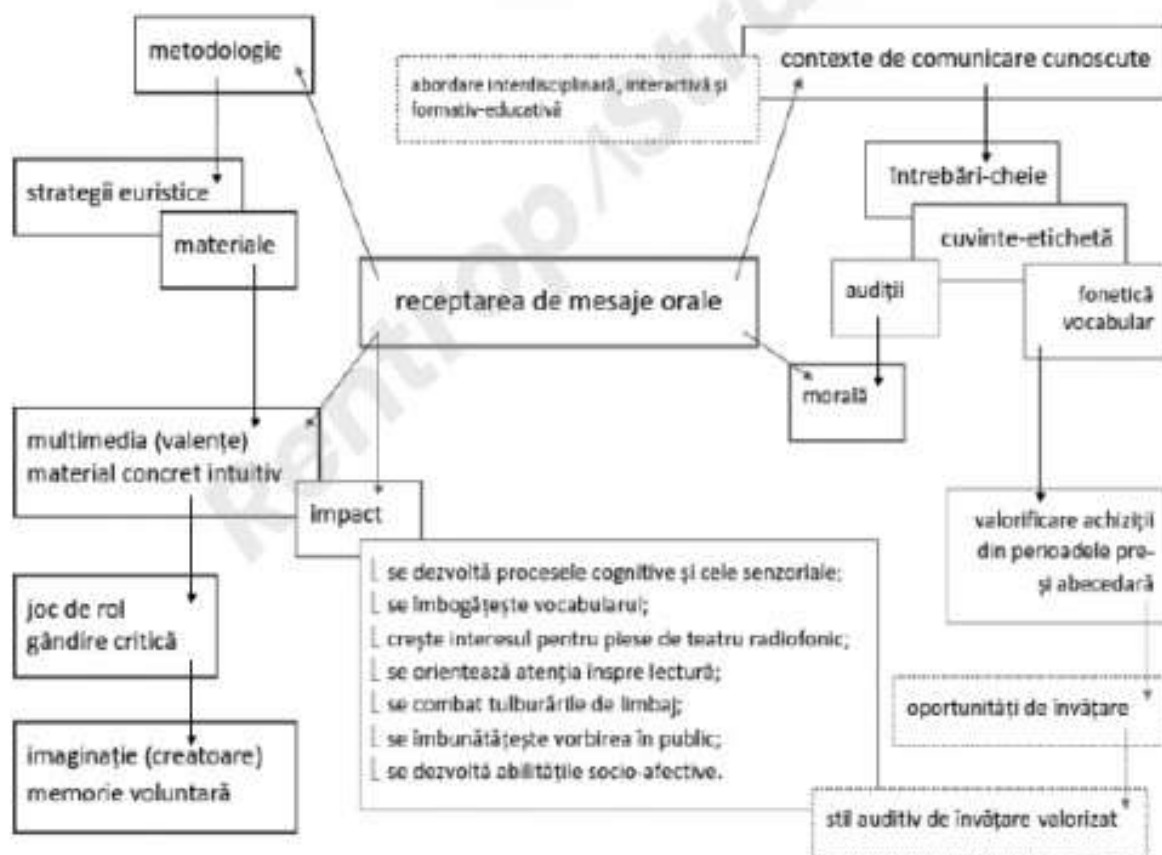 metodologie
contexte de comunicare cunoscute
abordare interdisciplinară, interactivă și
formativ-educativă
strategii euristice
întrebări-cheie
materiale
cuvinte-etichetă
receptarea de mesaje orale
audiții
fonetică
vocabular
morală
multimedia (valențe)
material concret intuitiv
impact
valorificare achiziții
din perioadele pre-
și abecedară
se dezvoltă procesele cognitive și cele senzoriale;
se îmbogățește vocabularul;
crește interesul pentru piese de teatru radiofonic;
se orientează atenția înspre lectură;
se combat tulburările de limbaj;
se îmbunătățește vorbirea în public;
se dezvoltă abilitățile socio-afective.
joc de rol
gândire critică
oportunități de învățare
imaginație (creatoare)
memorie voluntară
stil auditiv de învățare valorizat
Rentrop